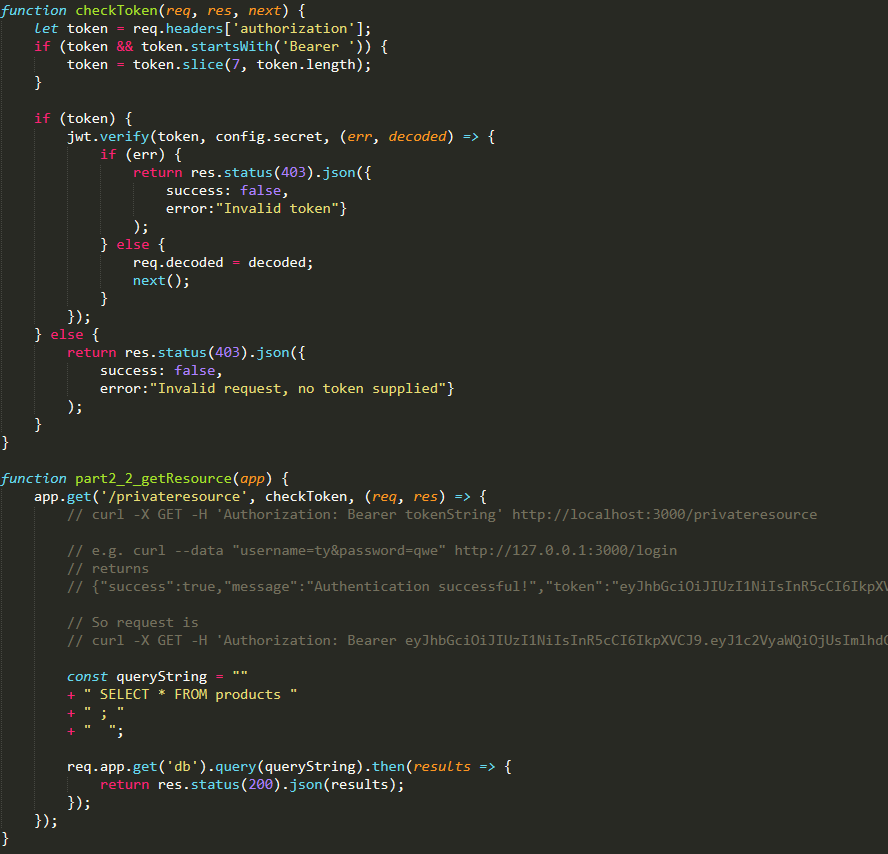 function checkToken(req, res, next) {
    let token = req.headers['authorization'];
    if (token && token.startsWith('Bearer ')) {
        token = token.slice(7, token.length);
    }

    if (token) {
        jwt.verify(token, config.secret, (err, decoded) => {
            if (err) {
                return res.status(403).json({
                    success: false,
                    error:"Invalid token"}
                );
            } else {
                req.decoded = decoded;
                next();
            }
        });
    } else {
        return res.status(403).json({
            success: false,
            error:"Invalid request, no token supplied"}
        );
    }
}

function part2_2_getResource(app) {
    app.get('/privateresource', checkToken, (req, res) => {
        // curl -X GET -H 'Authorization: Bearer tokenString' http://localhost:3000/privateresource

        // e.g. curl --data "username=ty&password=qwe" http://127.0.0.1:3000/login
        // returns
        // {"success":true,"message":"Authentication successful!","token":"eyJhbGciOiJIUzI1NiIsInR5cCI6IkpXV

        // So request is
        // curl -X GET -H 'Authorization: Bearer eyJhbGciOiJIUzI1NiIsInR5cCI6IkpXVCJ9.eyJ1c2VyaWQiOjUsImlhdC

        const queryString = ""
        + " SELECT * FROM products "
        + " ; "
        + "  ";

        req.app.get('db').query(queryString).then(results => {
            return res.status(200).json(results);
        });
    });
}